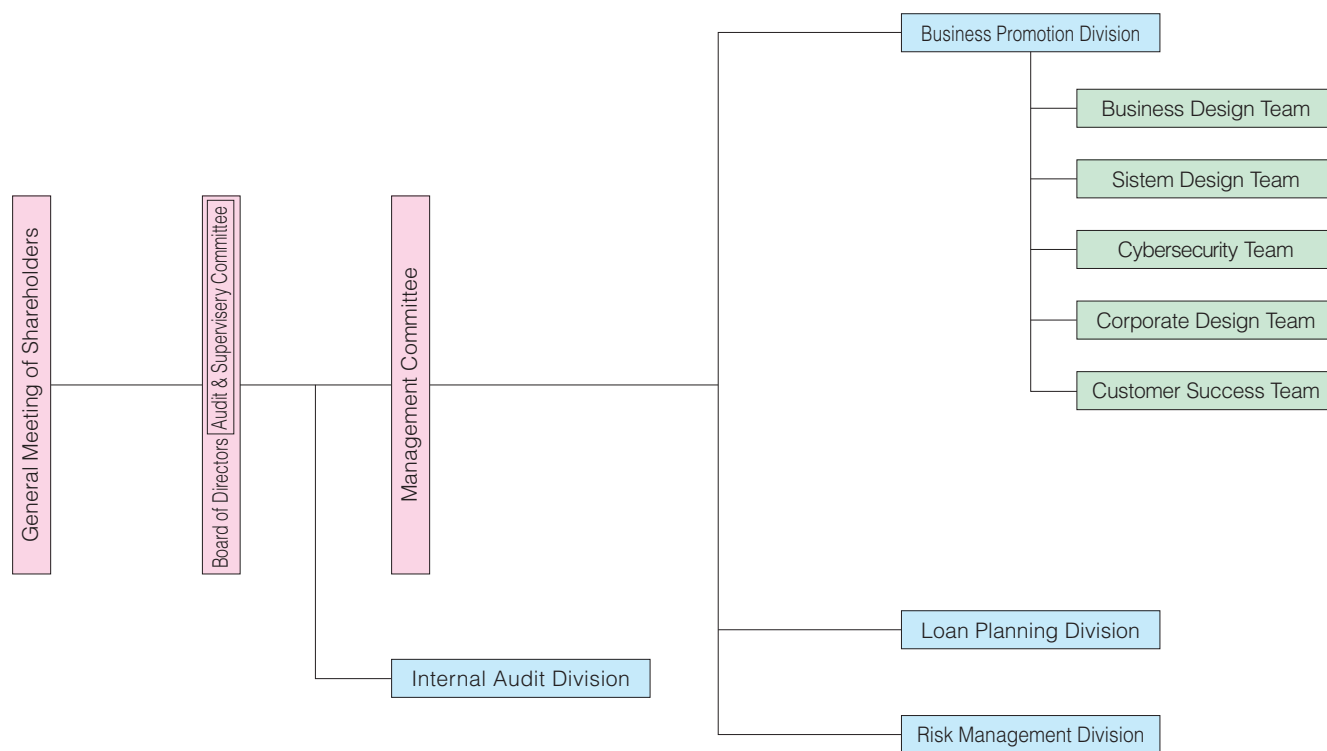 General Meeting of Shareholders
Board of Directors
Audit & Supervisery Committee
Management Committee
Internal Audit Division
Business Promotion Division
Business Design Team
Sistem Design Team
Cybersecurity Team
Corporate Design Team
Customer Success Team
Loan Planning Division
Risk Management Division